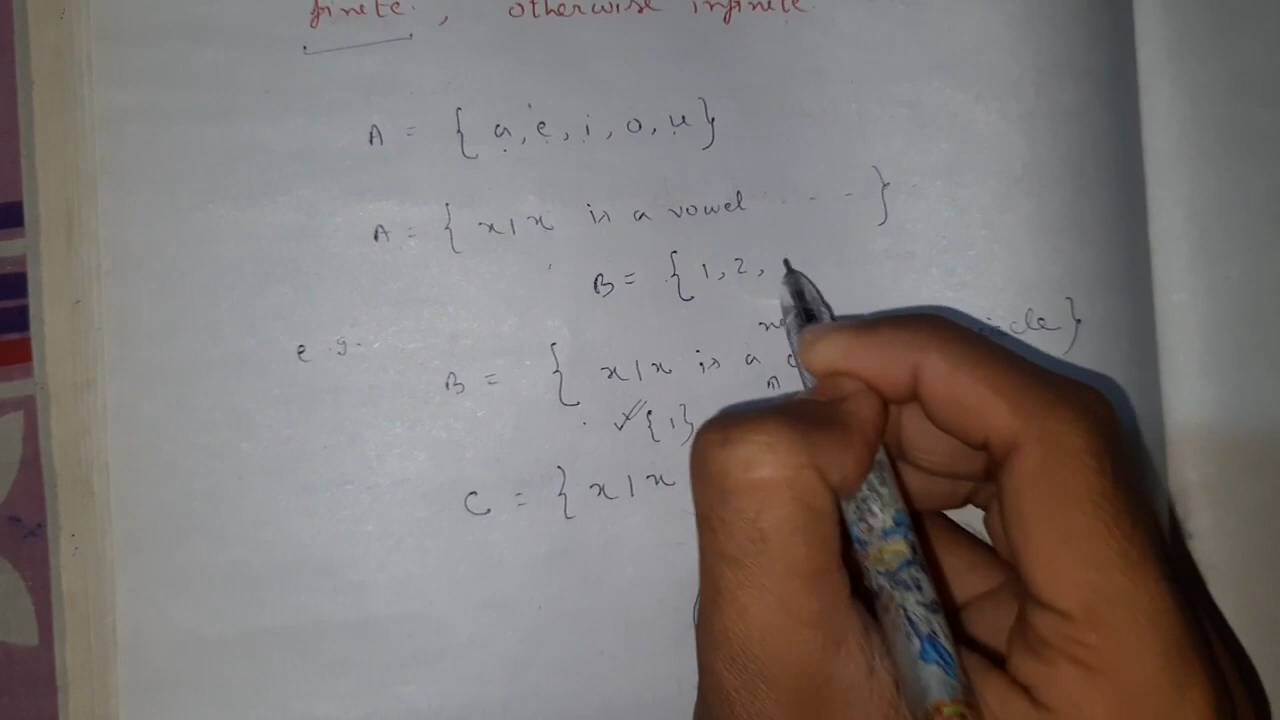 finite. , otherwise infinite
A = { a, e, i, o, u}
A = { x | x is a vowel - - - - }
B = { 1, 2,
e.g.
B = { x | x is a
{1}
C = { x | x